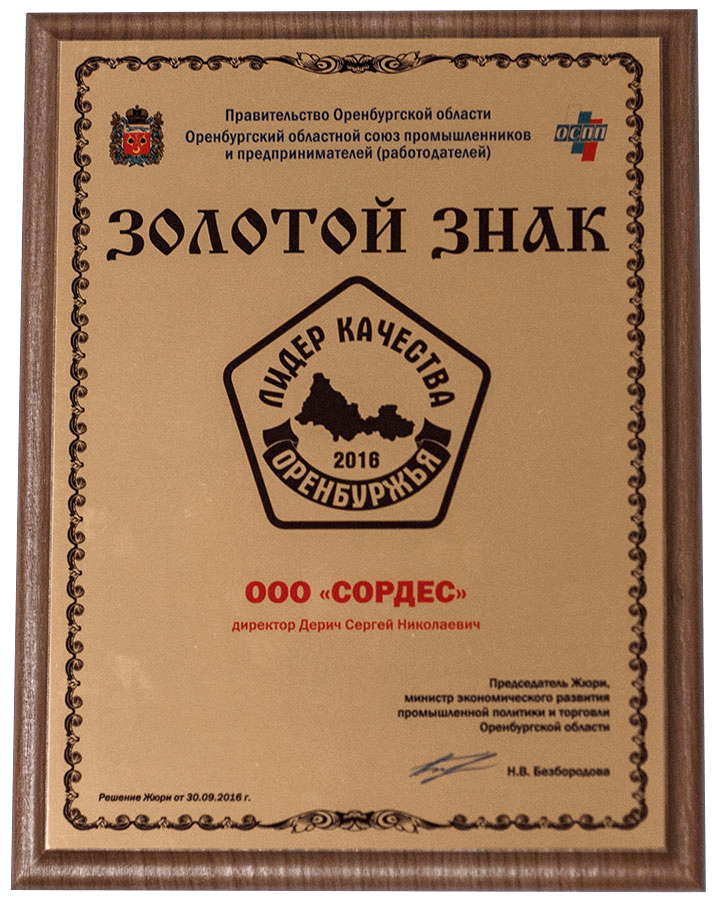 Правительство Оренбургской области
Оренбургский областной союз промышленников
и предпринимателей (работодателей)
ОСПП
ЗОЛОТОЙ ЗНАК
ЛИДЕР КАЧЕСТВА
2016
ОРЕНБУРЖЬЯ
ООО «СОРДЕС»
директор Дерич Сергей Николаевич
Председатель Жюри,
министр экономического развития
промышленной политики и торговли
Оренбургской области
Н.В. Безбородова
Решение Жюри от 30.09.2016 г.